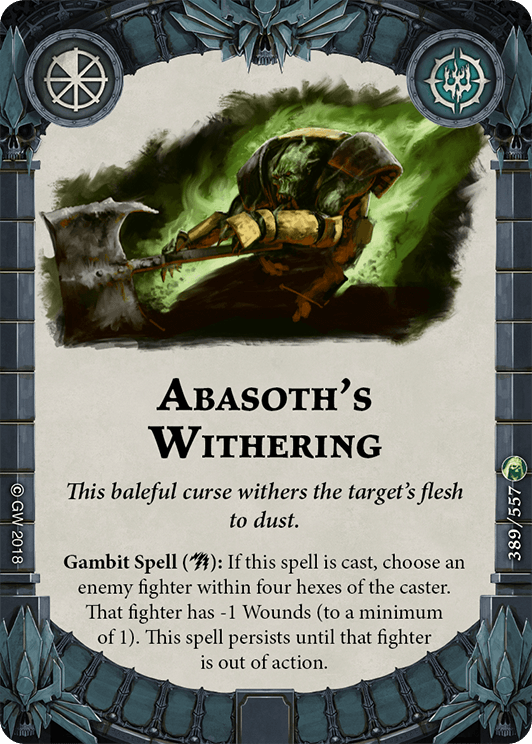 Abasoth's
Withering
This baleful curse withers the target's flesh
to dust.
Gambit Spell (): If this spell is cast, choose an
enemy fighter within four hexes of the caster.
That fighter has -1 Wounds (to a minimum
of 1). This spell persists until that fighter
is out of action.
© GW 2018
389/557